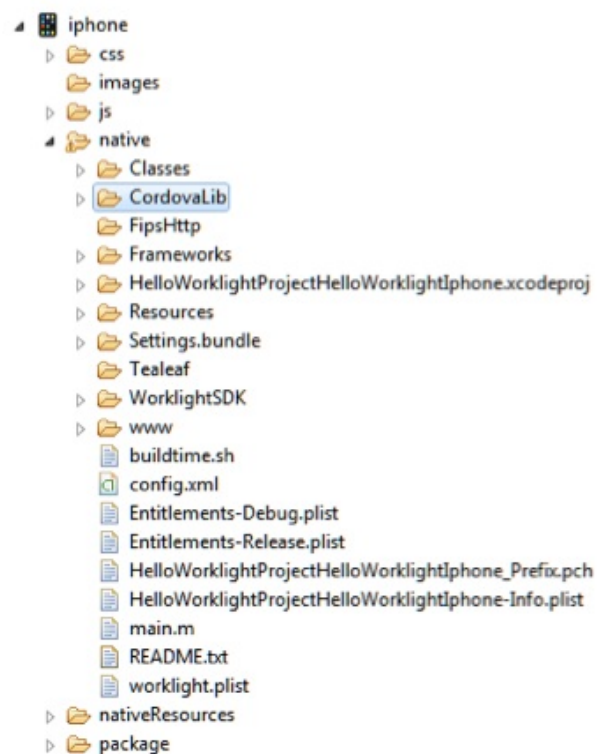 iphone
css
images
js
native
Classes
CordovaLib
FipsHttp
Frameworks
HelloWorklightProjectHelloWorklightIphone.xcodeproj
Resources
Settings.bundle
Tealeaf
WorklightSDK
www
buildtime.sh
config.xml
Entitlements-Debug.plist
Entitlements-Release.plist
HelloWorklightProjectHelloWorklightIphone_Prefix.pch
HelloWorklightProjectHelloWorklightIphone-Info.plist
main.m
README.txt
worklight.plist
nativeResources
package